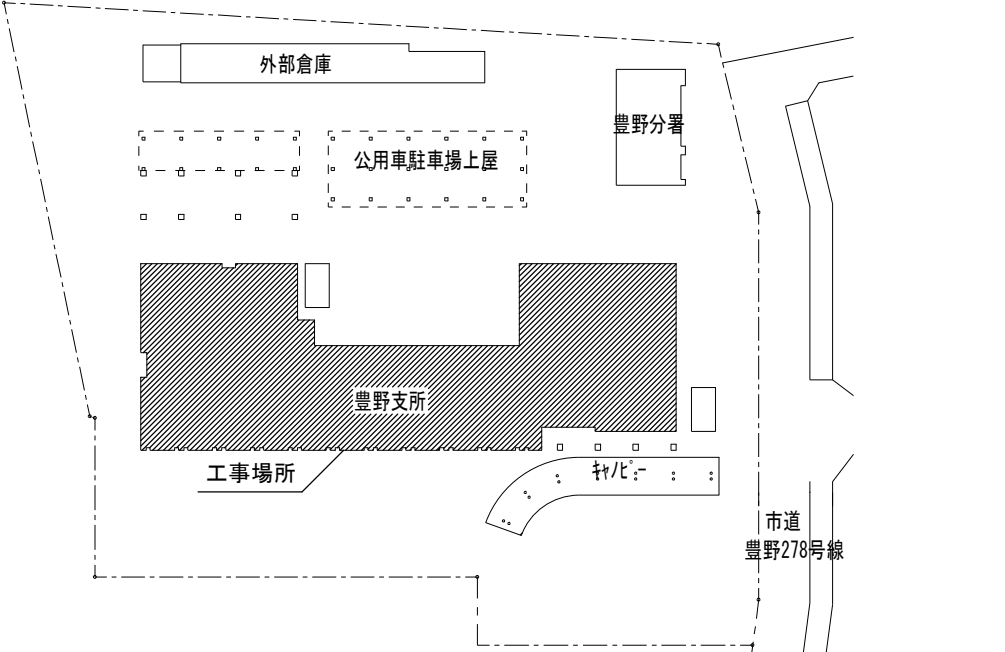 外部倉庫
豊野分署
公用車駐車場上屋
豊野支所
工事場所
ｷｬﾉﾋﾟｰ
市道
豊野278号線